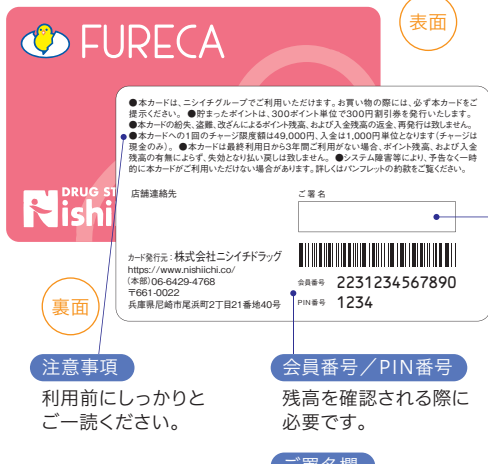 FURECA
表面
●本カードは、ニシイチグループでご利用いただけます。お買い物の際には、必ず本カードをご
提示ください。●貯まったポイントは、300ポイント単位で300円割引券を発行いたします。
●本カードの紛失、盗難、改ざんによるポイント残高、および入金残高の返金、再発行は致しません。
●本カードへの1回のチャージ限度額は49,000円、入金は1,000円単位となります(チャージは
現金のみ)。●本カードは最終利用日から3年間ご利用がない場合、ポイント残高、および入金
残高の有無によらず、失効となり払い戻しは致しません。●システム障害等により、予告なく一時
的に本カードがご利用いただけない場合があります。詳しくはパンフレットの約款をご覧ください。
DRUG ST
Nishi
店舗連絡先
ご署名
カード発行元：株式会社ニシイチドラッグ
https://www.nishiichi.co/
(本部)06-6429-4768
〒661-0022
兵庫県尼崎市尾浜町2丁目21番地40号
会員番号 2231234567890
PIN番号 1234
裏面
注意事項
利用前にしっかりと
ご一読ください。
会員番号／PIN番号
残高を確認される際に
必要です。
ご署名欄